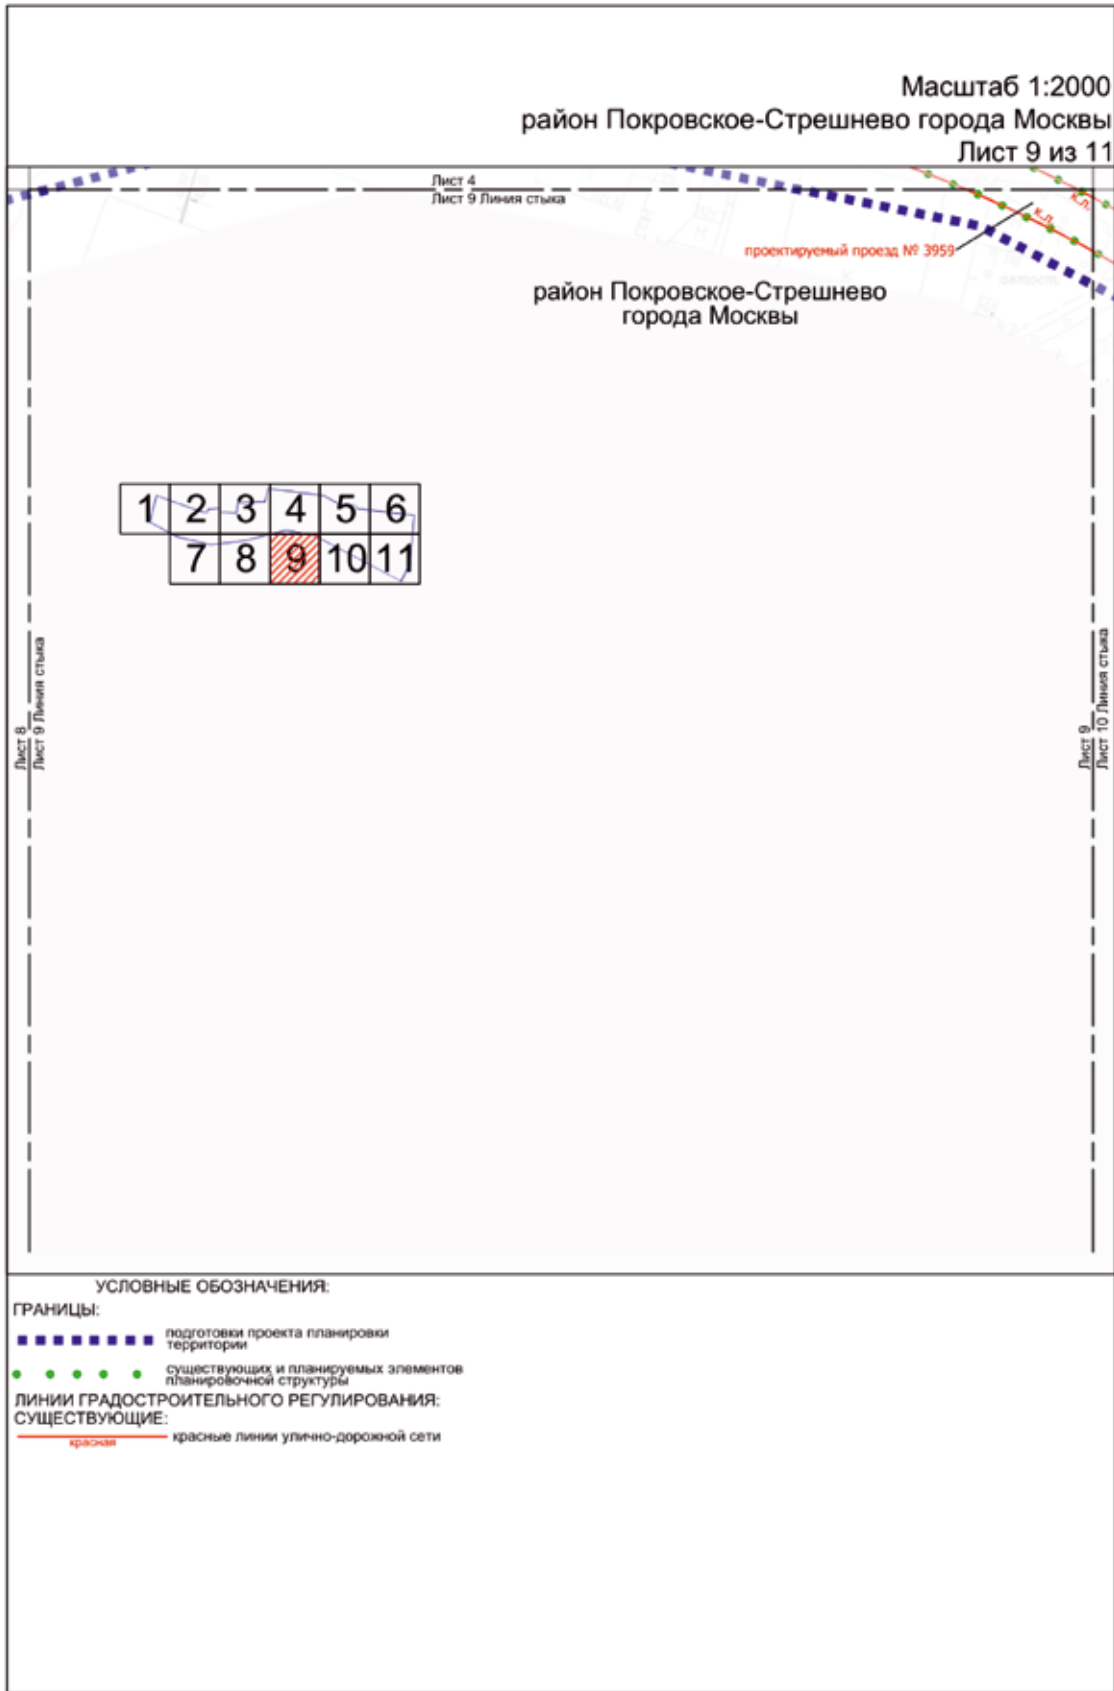 Масштаб 1:2000
район Покровское-Стрешнево города Москвы
Лист 9 из 11
Лист 4
Лист 9 Линия стыка
к.л.
к.л.
проектируемый проезд № 3959
район Покровское-Стрешнево
города Москвы
1 2 3 4 5 6
7 8 9 10 11
Лист 8
Лист 9 Линия стыка
Лист 9
Лист 10 Линия стыка
УСЛОВНЫЕ ОБОЗНАЧЕНИЯ:
ГРАНИЦЫ:
подготовки проекта планировки
территории
существующих и планируемых элементов
планировочной структуры
ЛИНИИ ГРАДОСТРОИТЕЛЬНОГО РЕГУЛИРОВАНИЯ:
СУЩЕСТВУЮЩИЕ:
красная
красные линии улично-дорожной сети